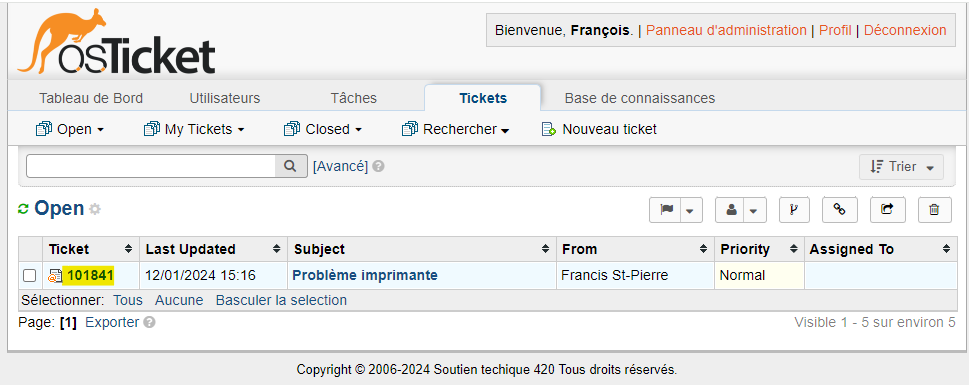 osTicket
Bienvenue, François. | Panneau d'administration | Profil | Déconnexion
Tableau de Bord Utilisateurs Tâches Tickets Base de connaissances
Open My Tickets Closed Rechercher Nouveau ticket
[Avancé] ? Trier
Open
Ticket Last Updated Subject From Priority Assigned To
101841 12/01/2024 15:16 Problème imprimante Francis St-Pierre Normal
Sélectionner: Tous Aucune Basculer la selection
Page: [1] Exporter ? Visible 1 - 5 sur environ 5
Copyright © 2006-2024 Soutien techique 420 Tous droits réservés.